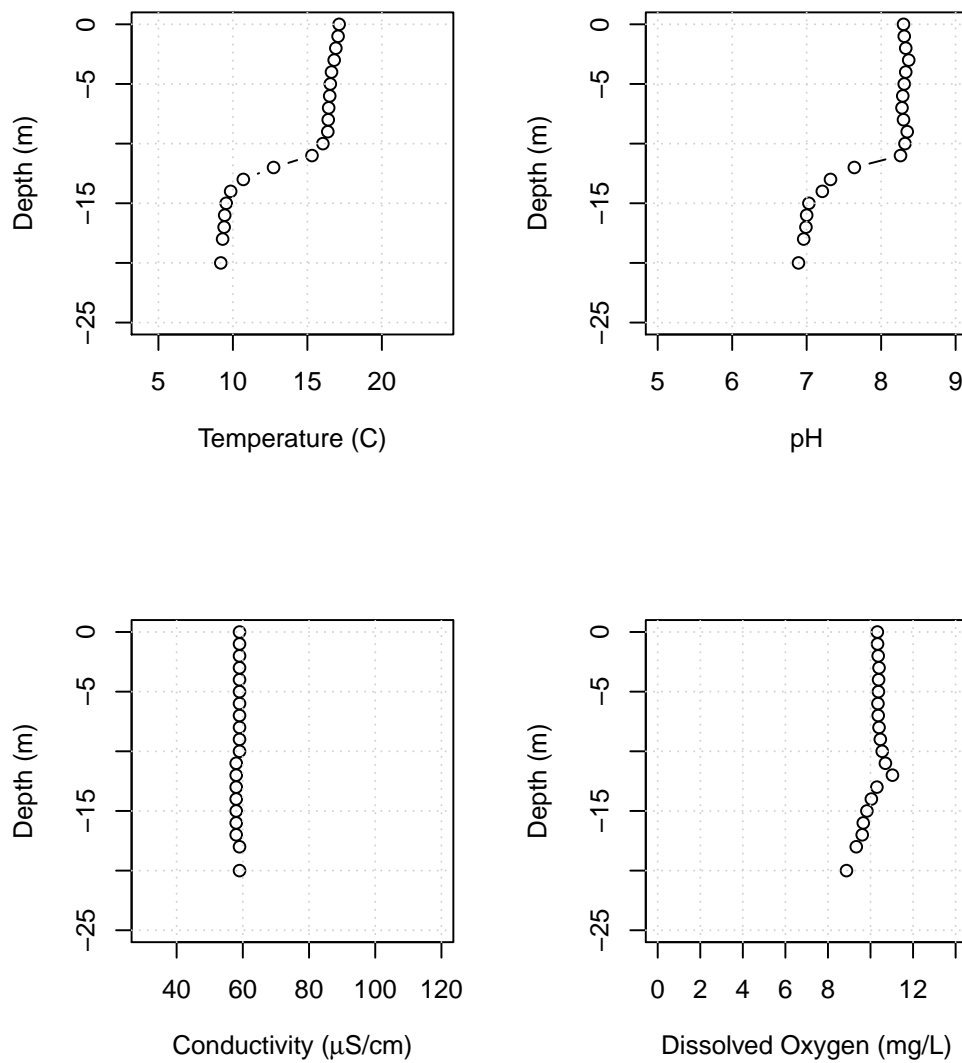 0
−5
−15
−25
Depth (m)
5 10 15 20
Temperature (C)
0
−5
−15
−25
Depth (m)
5 6 7 8 9
pH
0
−5
−15
−25
Depth (m)
40 60 80 100 120
Conductivity (μS/cm)
0
−5
−15
−25
Depth (m)
0 2 4 6 8 12
Dissolved Oxygen (mg/L)